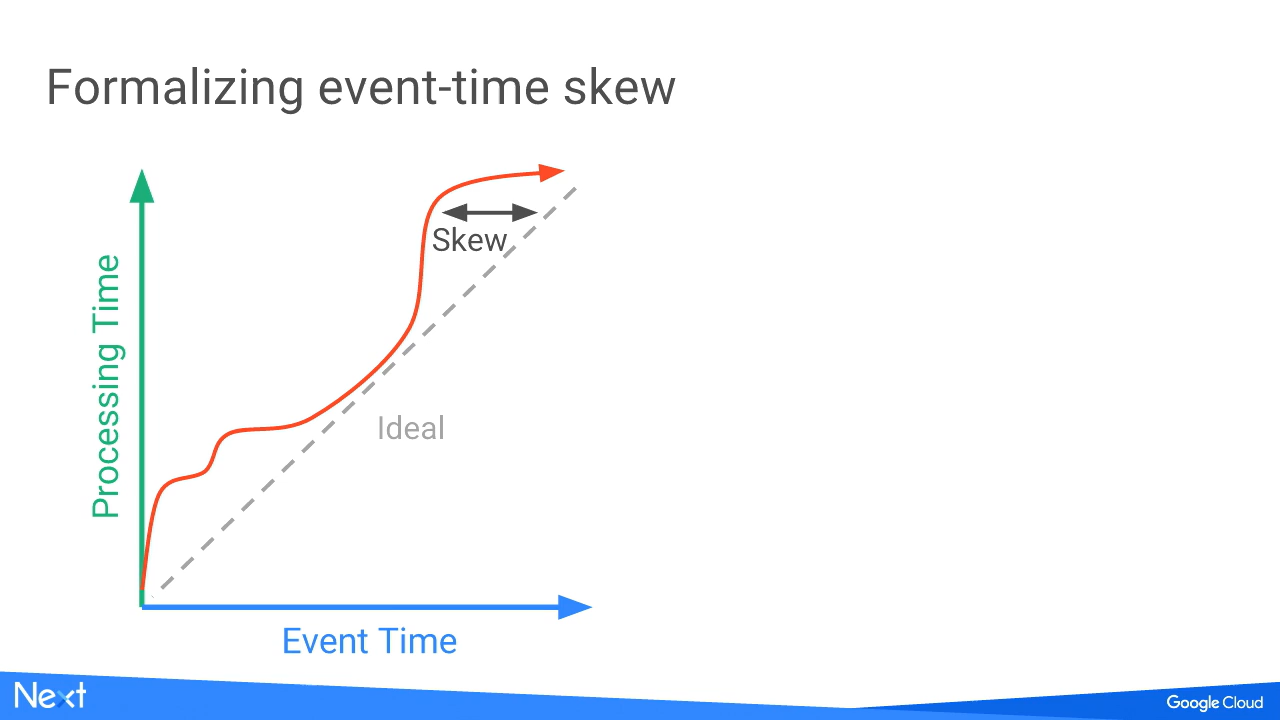 Formalizing event-time skew
Skew
Processing Time
Ideal
Event Time
Next
Google Cloud